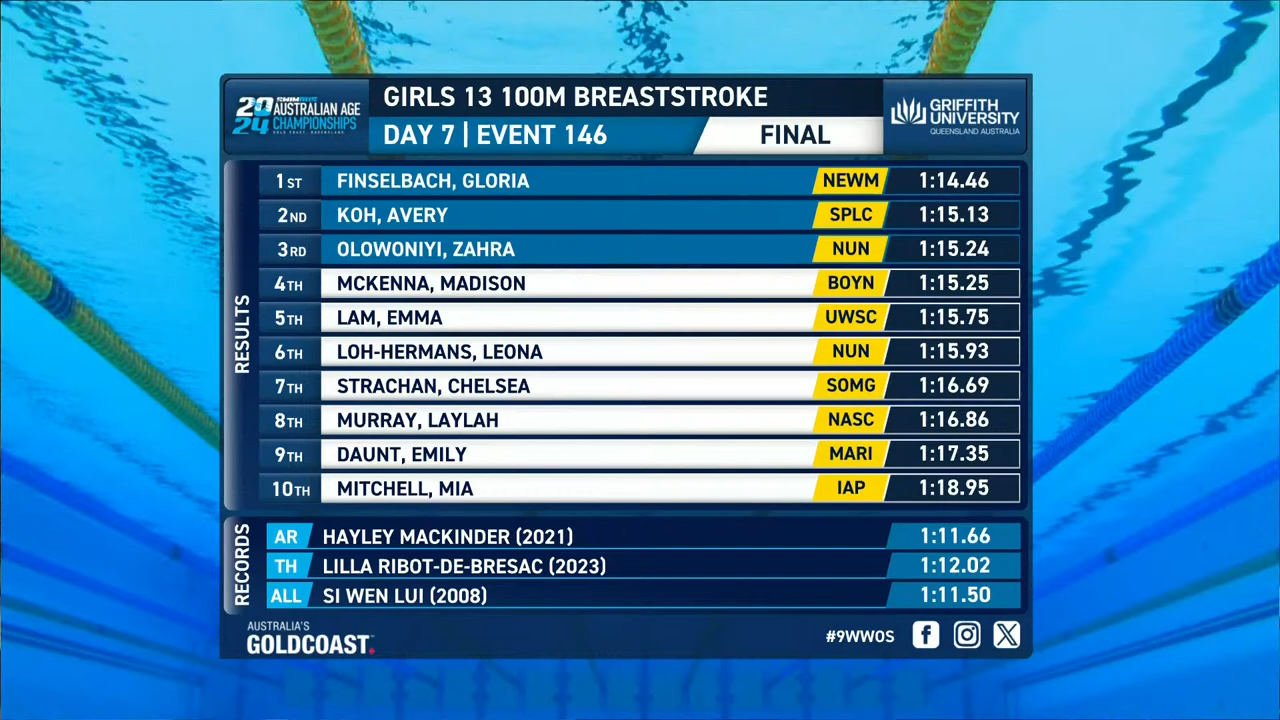 SWIMMING
2024
AUSTRALIAN AGE
CHAMPIONSHIPS
GOLD COAST, QUEENSLAND
GIRLS 13 100M BREASTSTROKE
DAY 7 | EVENT 146
FINAL
GRIFFITH
UNIVERSITY
QUEENSLAND AUSTRALIA
RESULTS
1ST FINSELBACH, GLORIA NEWM 1:14.46
2ND KOH, AVERY SPLC 1:15.13
3RD OLOWONIYI, ZAHRA NUN 1:15.24
4TH MCKENNA, MADISON BOYN 1:15.25
5TH LAM, EMMA UWSC 1:15.75
6TH LOH-HERMANS, LEONA NUN 1:15.93
7TH STRACHAN, CHELSEA SOMG 1:16.69
8TH MURRAY, LAYLAH NASC 1:16.86
9TH DAUNT, EMILY MARI 1:17.35
10TH MITCHELL, MIA IAP 1:18.95
RECORDS
AR HAYLEY MACKINDER (2021) 1:11.66
TH LILLA RIBOT-DE-BRESAC (2023) 1:12.02
ALL SI WEN LUI (2008) 1:11.50
AUSTRALIA'S
GOLDCOAST.
#9WWOS